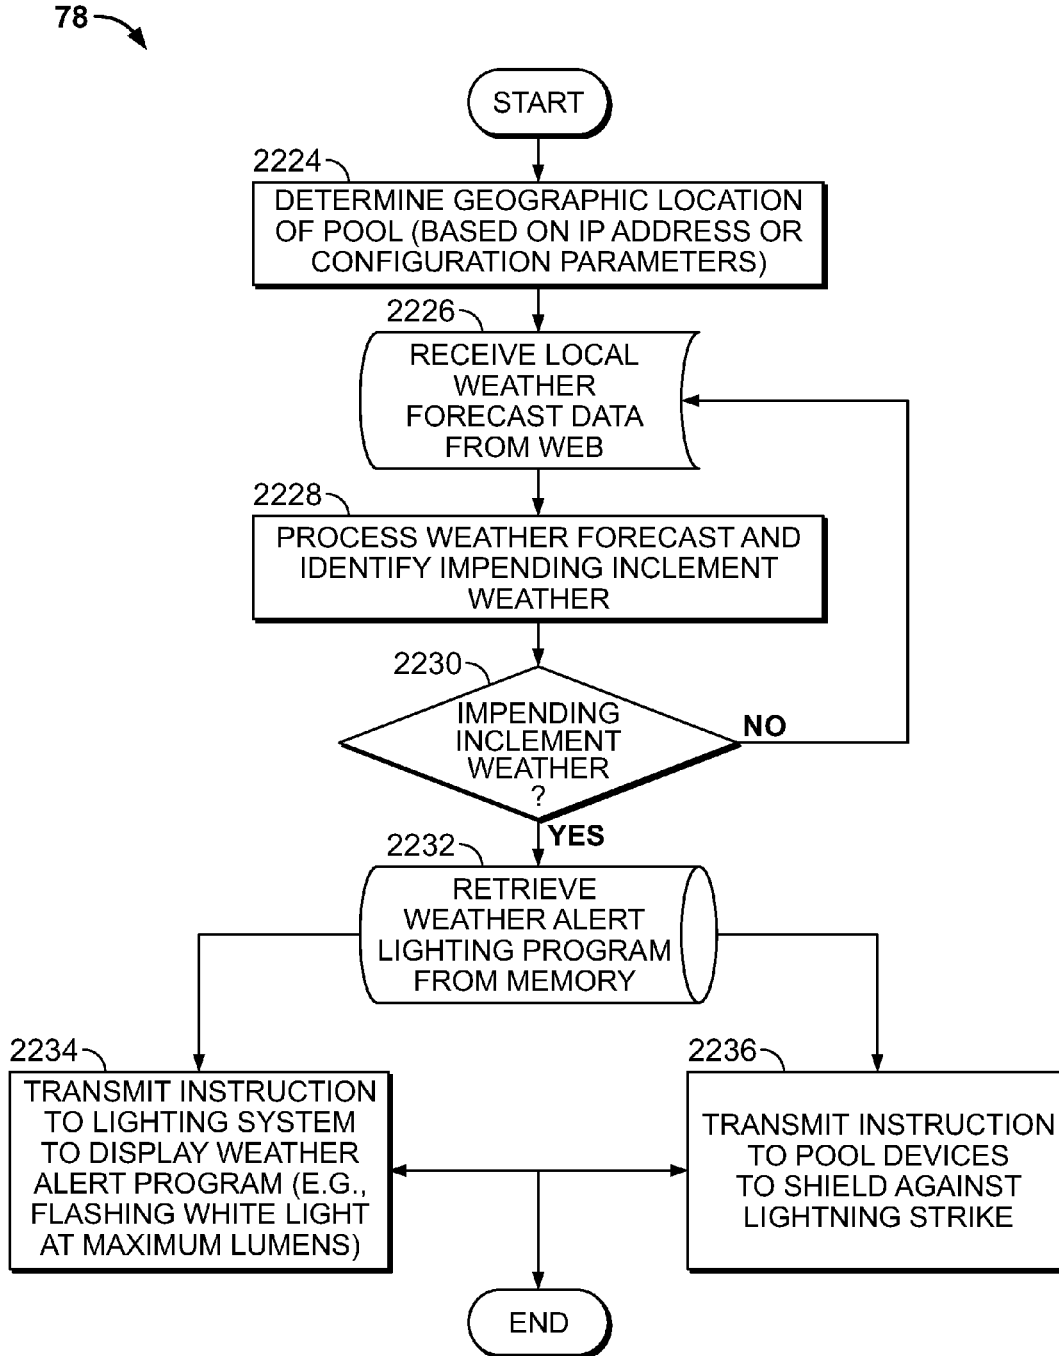 78
START
2224
DETERMINE GEOGRAPHIC LOCATION
OF POOL (BASED ON IP ADDRESS OR
CONFIGURATION PARAMETERS)
2226
RECEIVE LOCAL
WEATHER
FORECAST DATA
FROM WEB
2228
PROCESS WEATHER FORECAST AND
IDENTIFY IMPENDING INCLEMENT
WEATHER
2230
IMPENDING
INCLEMENT
WEATHER
?
NO
YES
2232
RETRIEVE
WEATHER ALERT
LIGHTING PROGRAM
FROM MEMORY
2234
TRANSMIT INSTRUCTION
TO LIGHTING SYSTEM
TO DISPLAY WEATHER
ALERT PROGRAM (E.G.,
FLASHING WHITE LIGHT
AT MAXIMUM LUMENS)
2236
TRANSMIT INSTRUCTION
TO POOL DEVICES
TO SHIELD AGAINST
LIGHTNING STRIKE
END